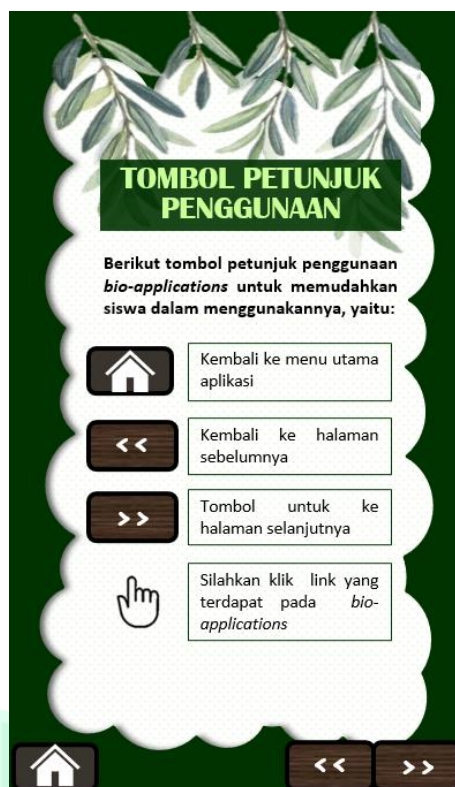 TOMBOL PETUNJUK
PENGGUNAAN
Berikut tombol petunjuk penggunaan
bio-applications untuk memudahkan
siswa dalam menggunakannya, yaitu:
Kembali ke menu utama
aplikasi
<<
Kembali ke halaman
sebelumnya
>>
Tombol untuk ke
halaman selanjutnya
Silahkan klik link yang
terdapat pada bio-
applications
<< >>